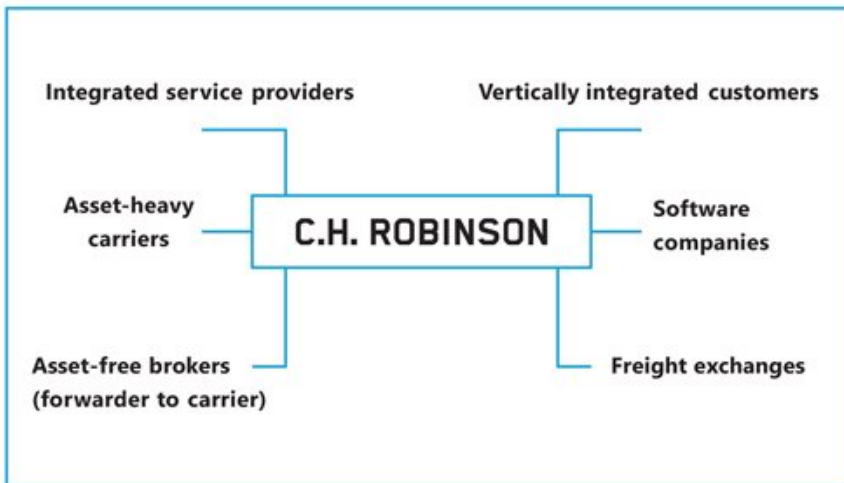 Integrated service providers
Vertically integrated customers
Asset-heavy
carriers
C.H. ROBINSON
Software
companies
Asset-free brokers
(forwarder to carrier)
Freight exchanges